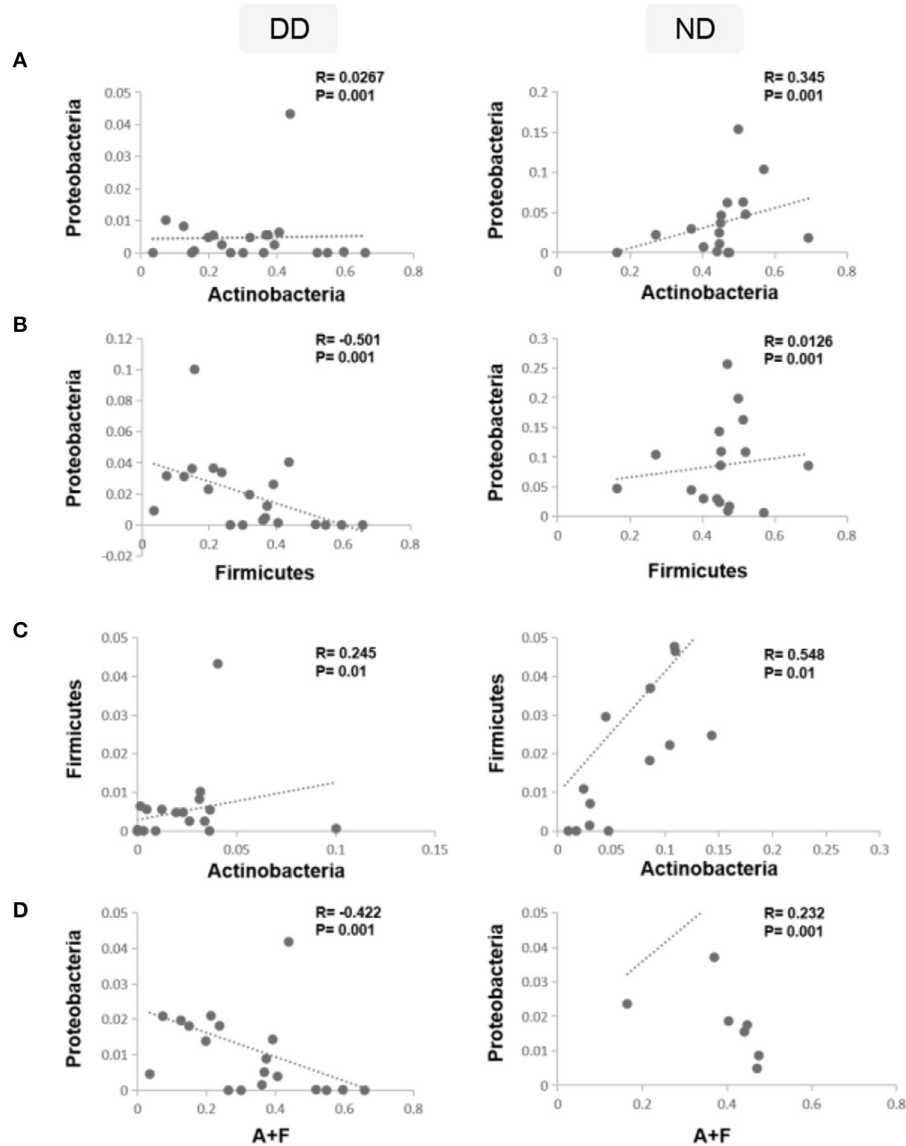 DD
ND
A
R= 0.0267
P= 0.001
Proteobacteria
0.05
0.04
0.03
0.02
0.01
0
0 0.2 0.4 0.6 0.8
Actinobacteria
R= 0.345
P= 0.001
Proteobacteria
0.2
0.15
0.1
0.05
0
0 0.2 0.4 0.6 0.8
Actinobacteria
B
R= -0.501
P= 0.001
Proteobacteria
0.12
0.1
0.08
0.06
0.04
0.02
0
-0.02
0 0.2 0.4 0.6 0.8
Firmicutes
R= 0.0126
P= 0.001
Proteobacteria
0.3
0.25
0.2
0.15
0.1
0.05
0
0 0.2 0.4 0.6 0.8
Firmicutes
C
R= 0.245
P= 0.01
Firmicutes
0.05
0.04
0.03
0.02
0.01
0
0 0.05 0.1 0.15
Actinobacteria
R= 0.548
P= 0.01
Firmicutes
0.05
0.04
0.03
0.02
0.01
0
0 0.05 0.1 0.15 0.2 0.25 0.3
Actinobacteria
D
R= -0.422
P= 0.001
Proteobacteria
0.05
0.04
0.03
0.02
0.01
0
0 0.2 0.4 0.6 0.8
A+F
R= 0.232
P= 0.001
Proteobacteria
0.05
0.04
0.03
0.02
0.01
0
0 0.2 0.4 0.6 0.8
A+F